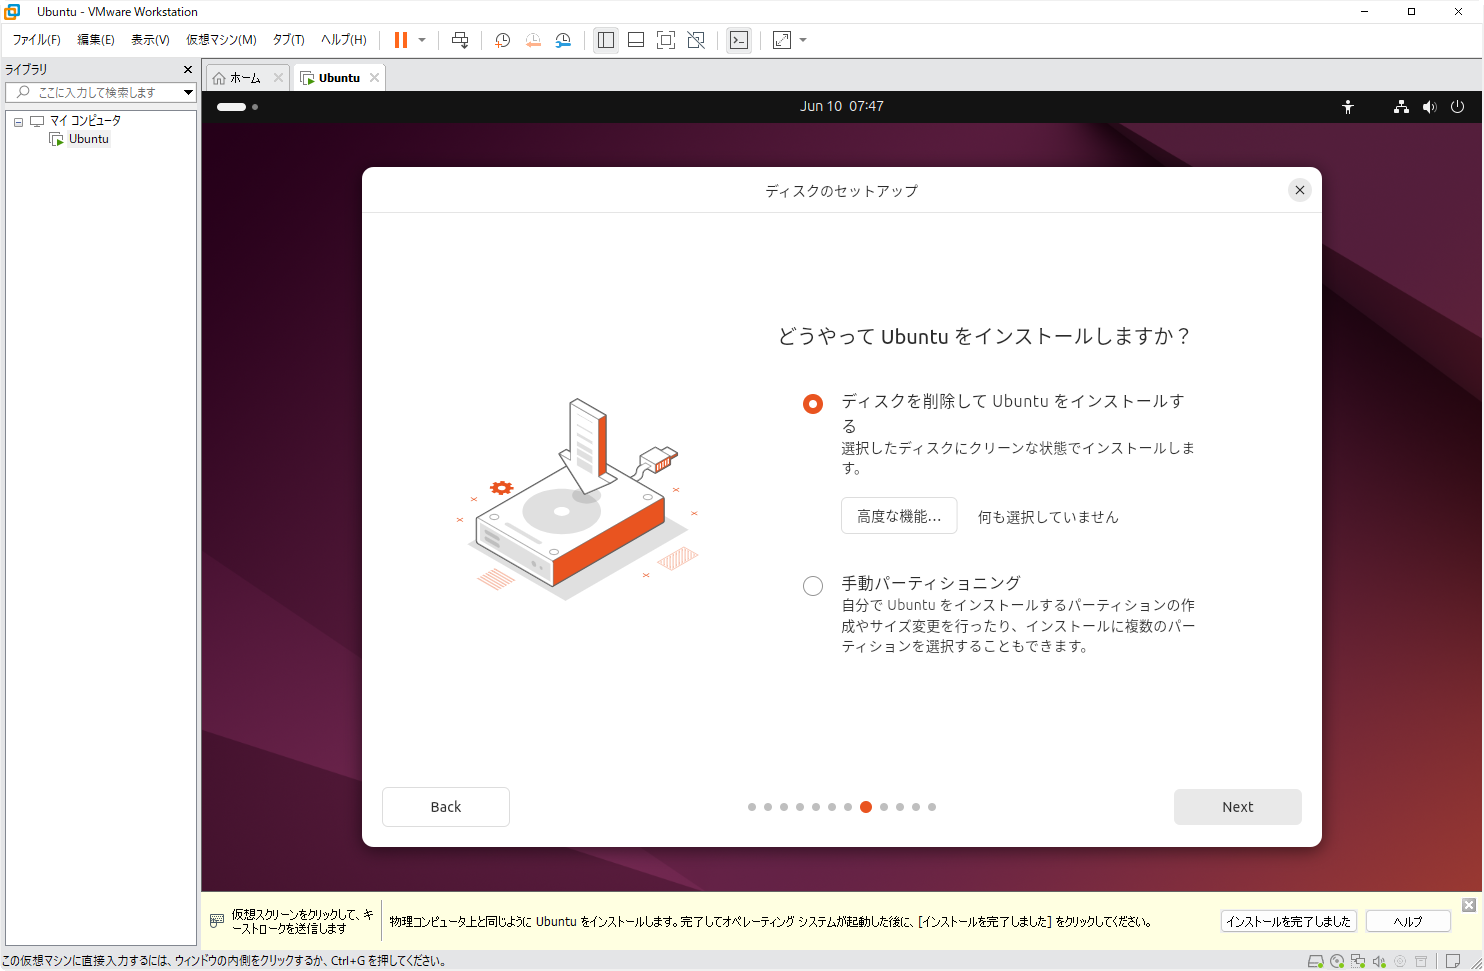 Ubuntu - VMware Workstation
ファイル(F) 編集(E) 表示(V) 仮想マシン(M) タブ(T) ヘルプ(H)
ライブラリ
ここに入力して検索します
マイ コンピュータ
Ubuntu
ホーム
Ubuntu
Jun 10 07:47
ディスクのセットアップ
どうやって Ubuntu をインストールしますか？
ディスクを削除して Ubuntu をインストールす
る
選択したディスクにクリーンな状態でインストールしま
す。
高度な機能...
何も選択していません
手動パーティショニング
自分で Ubuntu をインストールするパーティションの作
成やサイズ変更を行ったり、インストールに複数のパー
ティションを選択することもできます。
Back
Next
仮想スクリーンをクリックして、キ
ーストロークを送信します
物理コンピュータ上と同じように Ubuntu をインストールします。完了してオペレーティング システムが起動した後に、[インストールを完了しました] をクリックしてください。
インストールを完了しました
ヘルプ
この仮想マシンに直接入力するには、ウィンドウの内側をクリックするか、Ctrl+G を押してください。